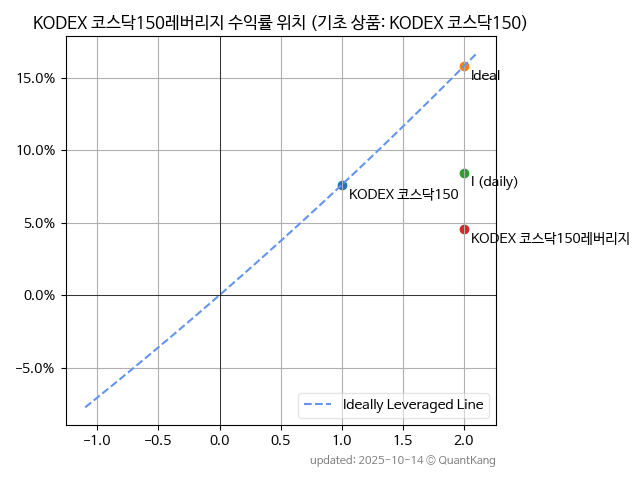 KODEX 코스닥150레버리지 수익률 위치 (기초 상품: KODEX 코스닥150)
15.0%
10.0%
5.0%
0.0%
−5.0%
Ideal
I (daily)
KODEX 코스닥150
KODEX 코스닥150레버리지
Ideally Leveraged Line
−1.0 −0.5 0.0 0.5 1.0 1.5 2.0
updated: 2025-10-14 © QuantKang